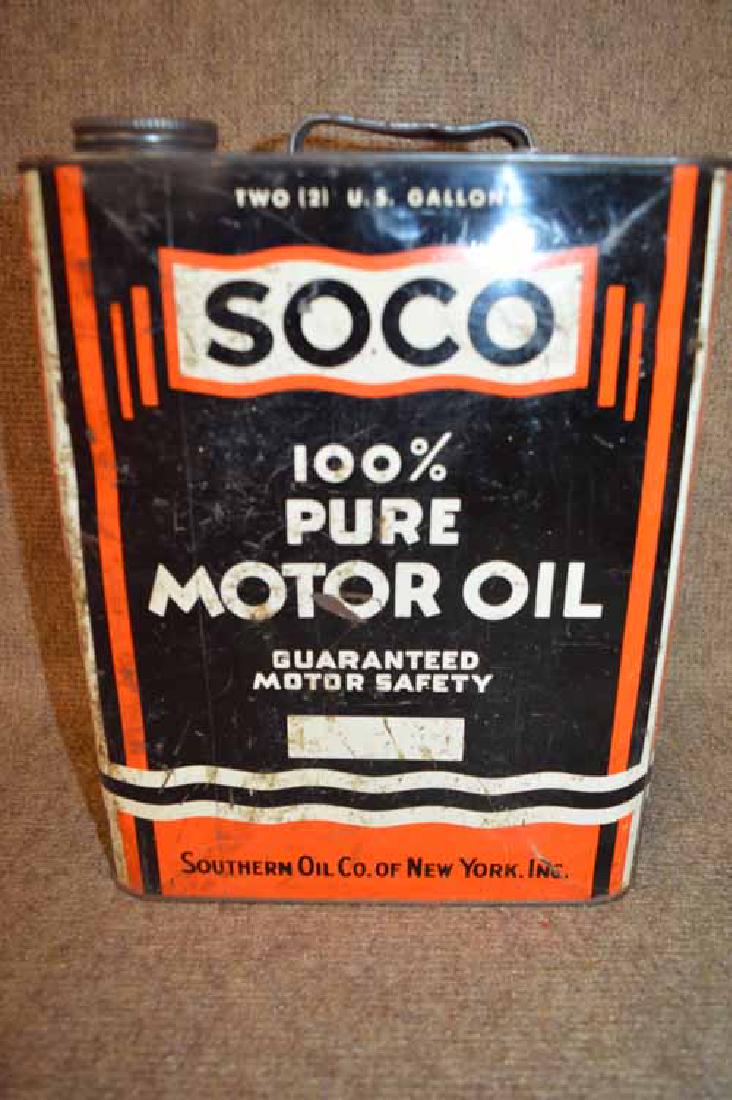 TWO (2) U.S. GALLONS
SOCO
100%
PURE
MOTOR OIL
GUARANTEED
MOTOR SAFETY
SOUTHERN OIL CO. OF NEW YORK. INC.